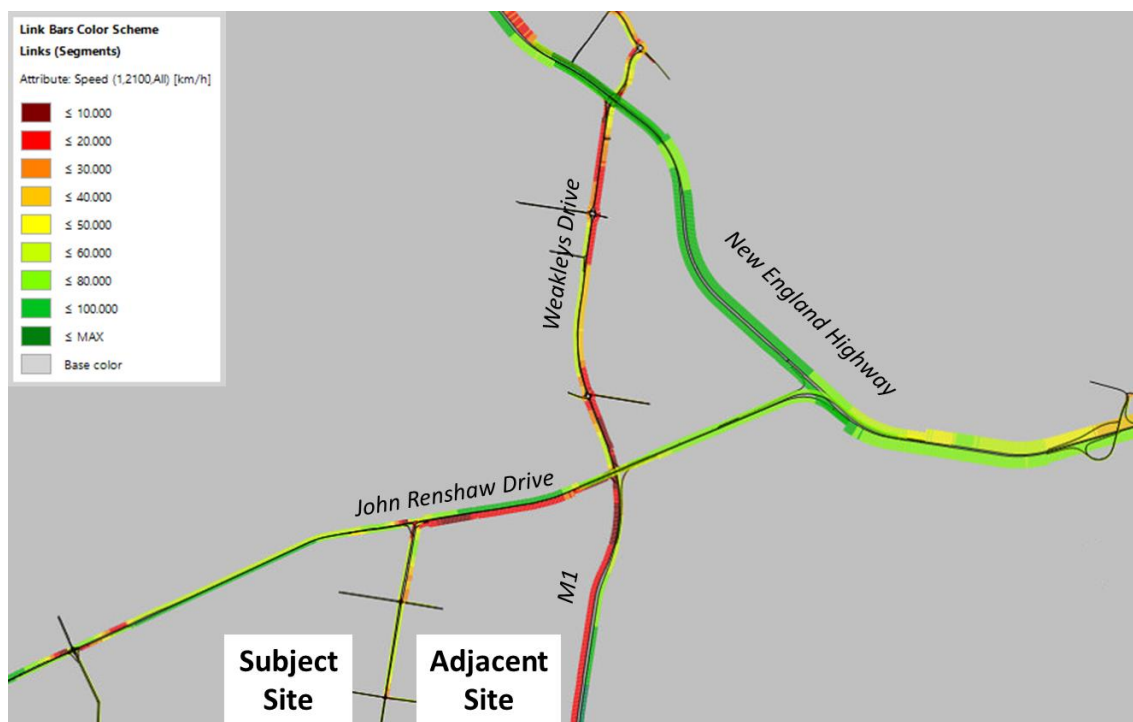 Link Bars Color Scheme
Links (Segments)
Attribute: Speed (1,2100,All) [km/h]
≤ 10.000
≤ 20.000
≤ 30.000
≤ 40.000
≤ 50.000
≤ 60.000
≤ 80.000
≤ 100.000
≤ MAX
Base color
Weakleys Drive
New England Highway
John Renshaw Drive
M1
Subject
Site
Adjacent
Site